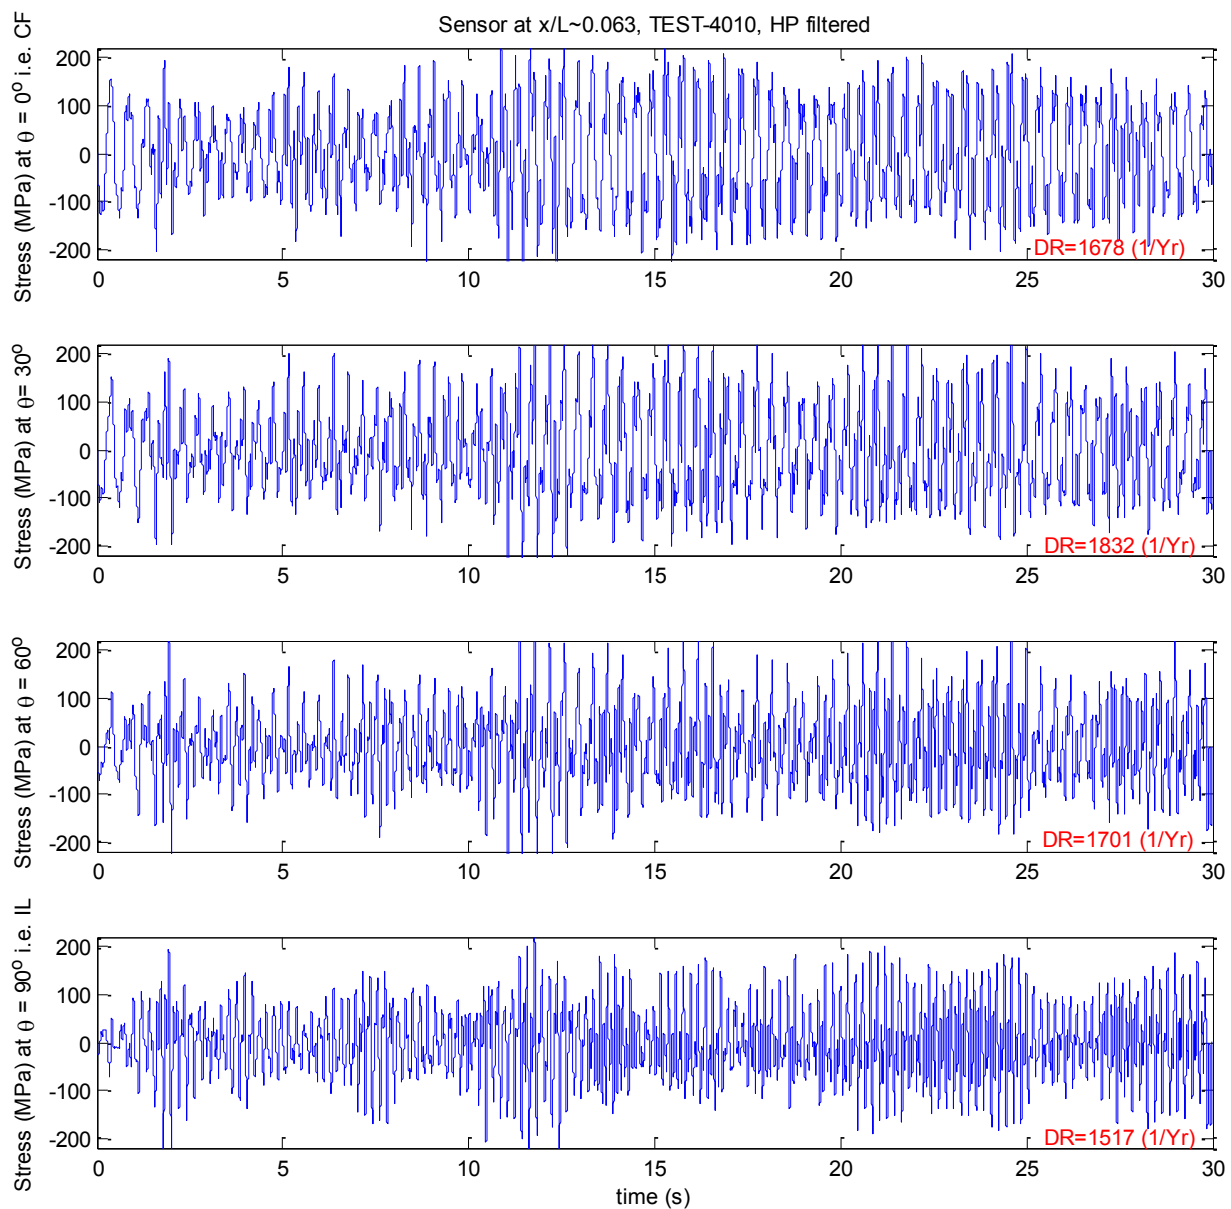 Sensor at x/L~0.063, TEST-4010, HP filtered
Stress (MPa) at θ = 0º i.e. CF
200
100
0
-100
-200
DR=1678 (1/Yr)
0 5 10 15 20 25 30
Stress (MPa) at θ= 30º
200
100
0
-100
-200
DR=1832 (1/Yr)
0 5 10 15 20 25 30
Stress (MPa) at θ = 60º
200
100
0
-100
-200
DR=1701 (1/Yr)
0 5 10 15 20 25 30
Stress (MPa) at θ = 90º i.e. IL
200
100
0
-100
-200
DR=1517 (1/Yr)
0 5 10 15 20 25 30
time (s)